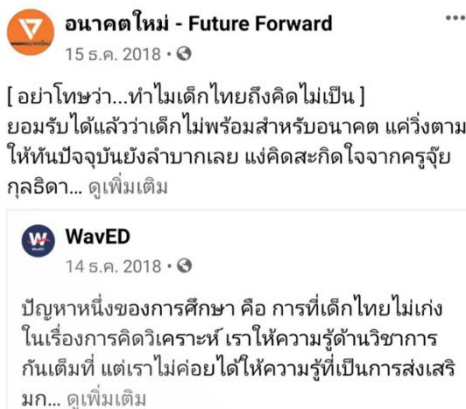 อนาคตใหม่ - Future Forward
15 ธ.ค. 2018 •
[ อย่าโทษว่า...ทำไมเด็กไทยถึงคิดไม่เป็น ]
ยอมรับได้แล้วว่าเด็กไม่พร้อมสำหรับอนาคต แค่วิ่งตาม
ให้ทันปัจจุบันยังลำบากเลย แง่คิดสะกิดใจจากครูจุ๊ย
กุลธิดา... ดูเพิ่มเติม
WavED
14 ธ.ค. 2018 •
ปัญหาหนึ่งของการศึกษา คือ การที่เด็กไทยไม่เก่ง
ในเรื่องการคิดวิเคราะห์ เราให้ความรู้ด้านวิชาการ
กันเต็มที่ แต่เราไม่ค่อยได้ให้ความรู้ที่เป็นการส่งเสริ
มก... ดูเพิ่มเติม